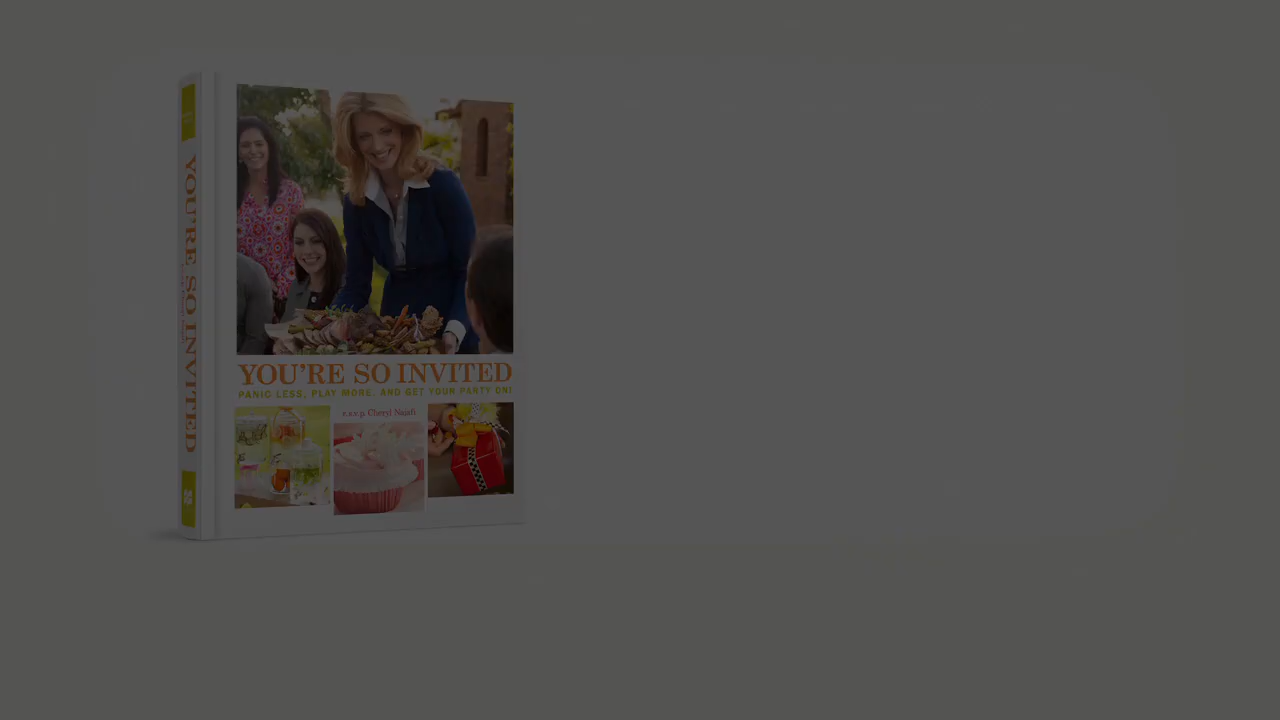 YOU'RE SO INVITED
YOU'RE SO INVITED
PANIC LESS, PLAY MORE, AND GET YOUR PARTY ON!
r.s.v.p. Cheryl Najafi